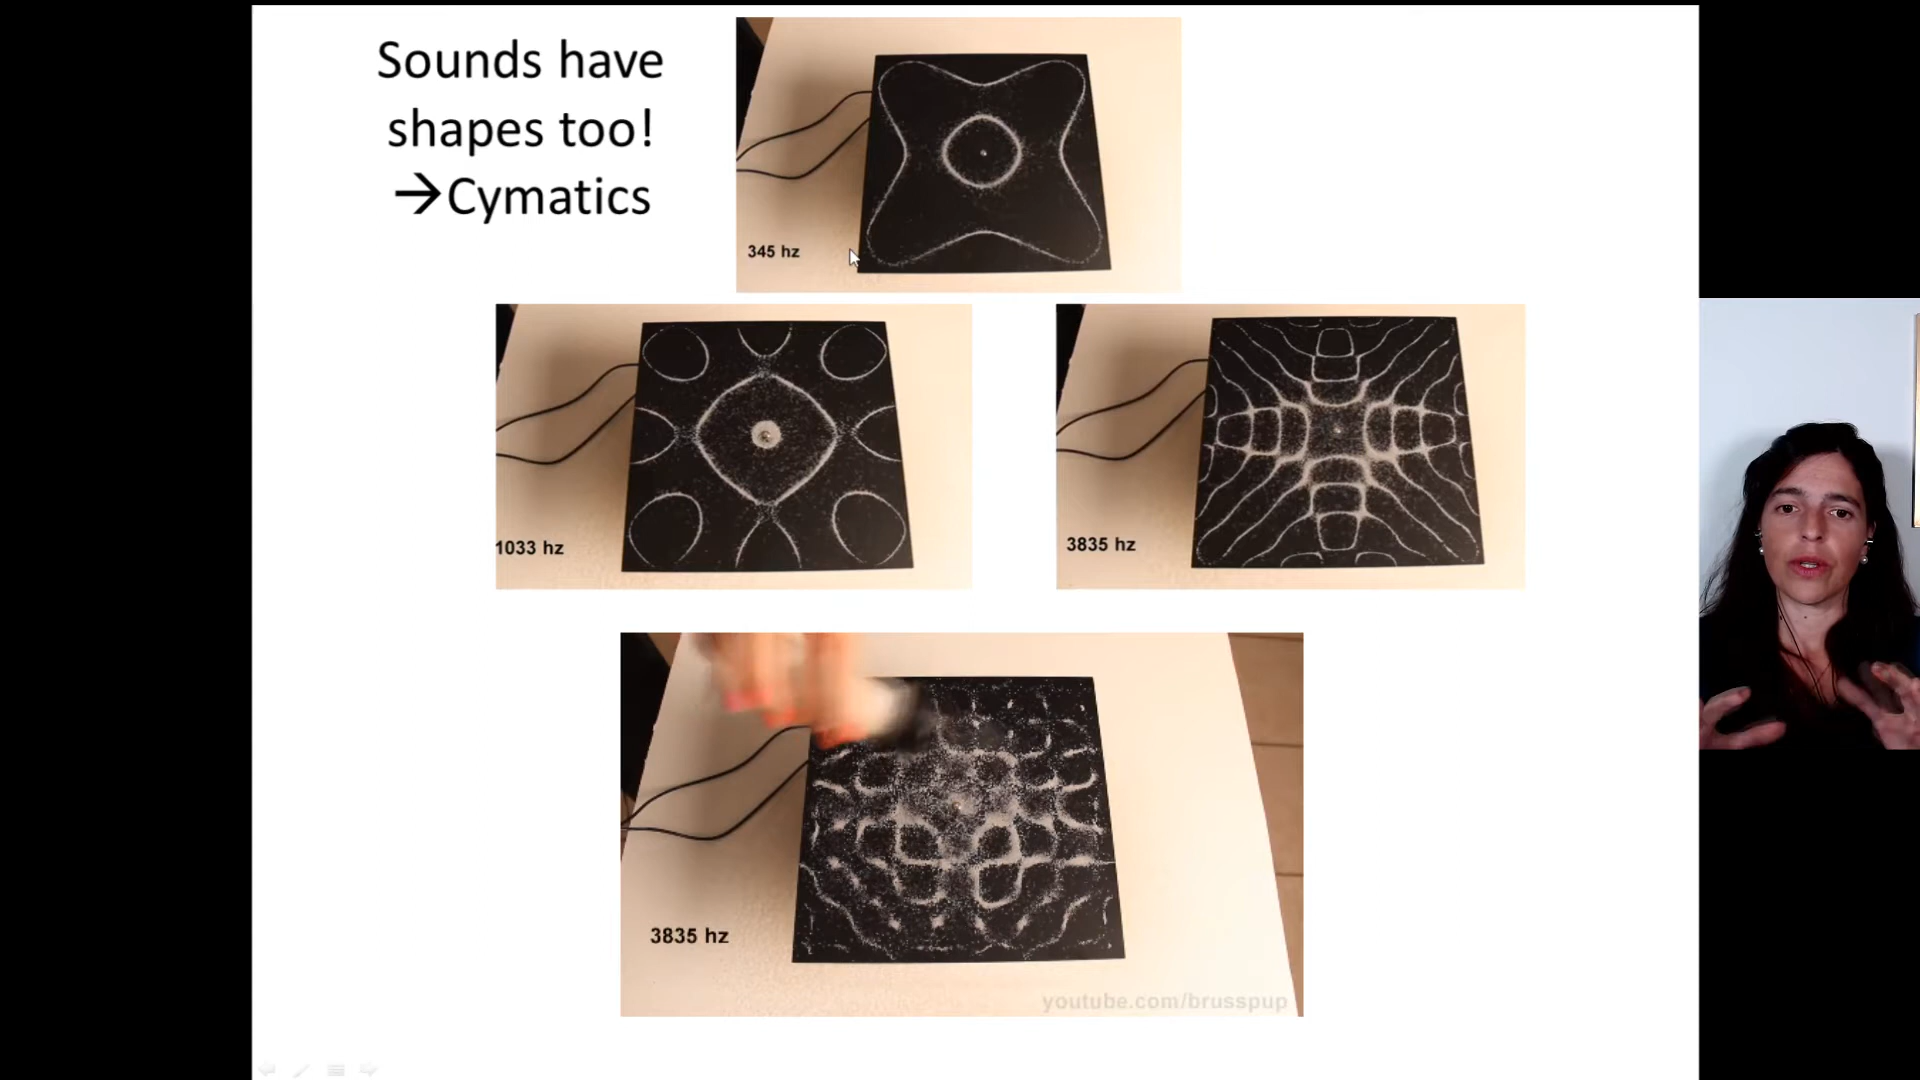 Sounds have
shapes too!
→Cymatics
345 hz
1033 hz
3835 hz
3835 hz
youtube.com/brusspup